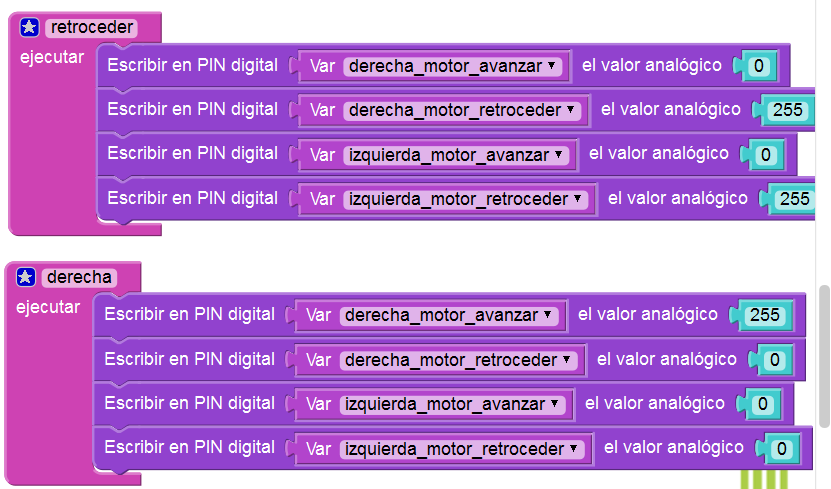 retroceder
ejecutar Escribir en PIN digital Var derecha_motor_avanzar el valor analógico 0
Escribir en PIN digital Var derecha_motor_retroceder el valor analógico 255
Escribir en PIN digital Var izquierda_motor_avanzar el valor analógico 0
Escribir en PIN digital Var izquierda_motor_retroceder el valor analógico 255
derecha
ejecutar Escribir en PIN digital Var derecha_motor_avanzar el valor analógico 255
Escribir en PIN digital Var derecha_motor_retroceder el valor analógico 0
Escribir en PIN digital Var izquierda_motor_avanzar el valor analógico 0
Escribir en PIN digital Var izquierda_motor_retroceder el valor analógico 0